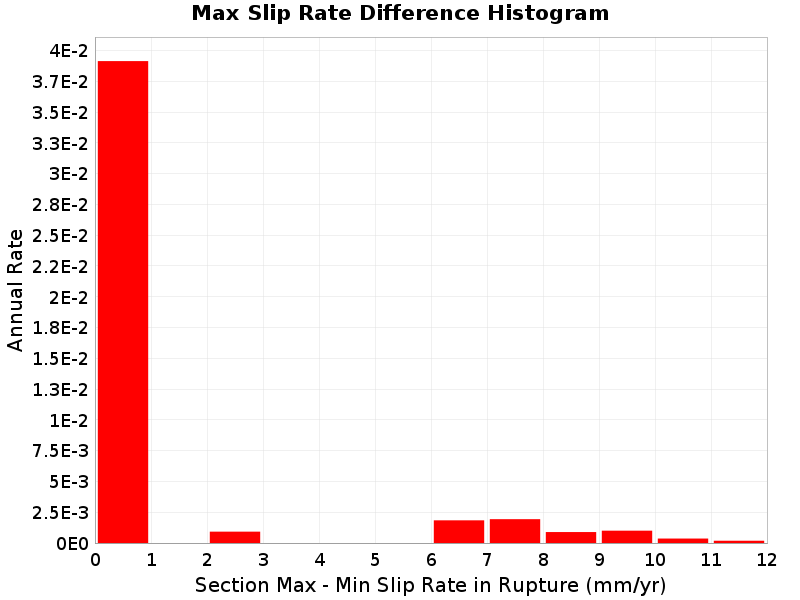 Max Slip Rate Difference Histogram
4E-2
3.7E-2
3.5E-2
3.3E-2
3E-2
2.8E-2
2.5E-2
2.2E-2
2E-2
1.8E-2
1.5E-2
1.3E-2
1E-2
7.5E-3
5E-3
2.5E-3
0E0
Annual Rate
0 1 2 3 4 5 6 7 8 9 10 11 12
Section Max - Min Slip Rate in Rupture (mm/yr)